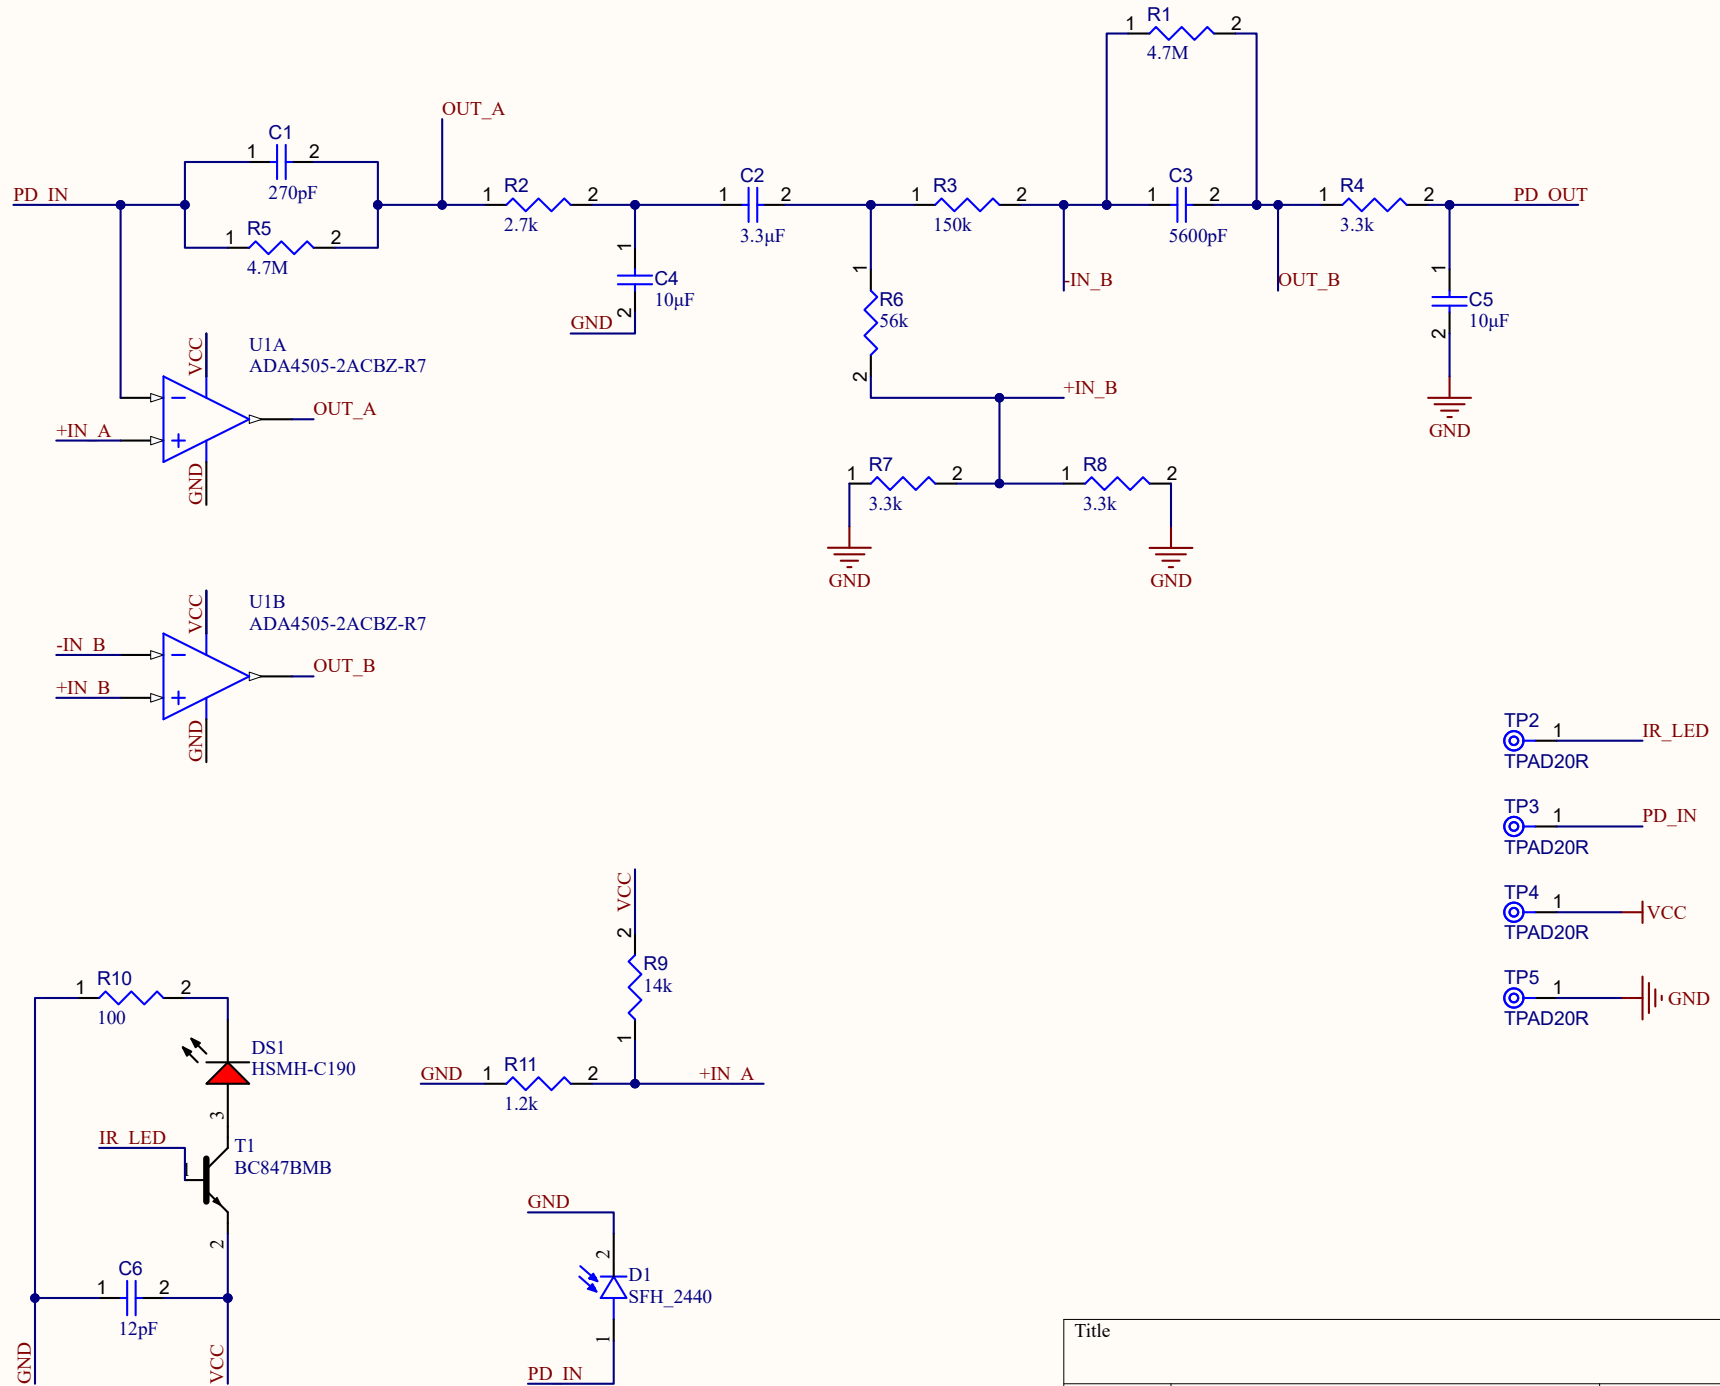 R1
1 2
4.7M
OUT_A
C1
1 2
270pF
PD_IN
R5
1 2
4.7M
R2
1 2
2.7k
C2
1 2
3.3µF
R3
1 2
150k
C3
1 2
5600pF
R4
1 2
3.3k
PD_OUT
1
C4
10µF
2
GND
1
R6
56k
2
-IN_B
OUT_B
1
C5
10µF
2
GND
+IN_B
VCC
U1A
ADA4505-2ACBZ-R7
OUT_A
+IN_A
GND
R7
1 2
3.3k
GND
R8
1 2
3.3k
GND
VCC
U1B
ADA4505-2ACBZ-R7
-IN_B
OUT_B
+IN_B
GND
TP2
1
IR_LED
TPAD20R
TP3
1
PD_IN
TPAD20R
TP4
1
VCC
TPAD20R
TP5
1
GND
TPAD20R
VCC
2
R9
14k
1
GND
R11
1 2
1.2k
+IN_A
R10
1 2
100
DS1
HSMH-C190
3
IR_LED
T1
1
BC847BMB
2
C6
1 2
12pF
GND
VCC
GND
2
D1
SFH_2440
1
PD_IN
Title